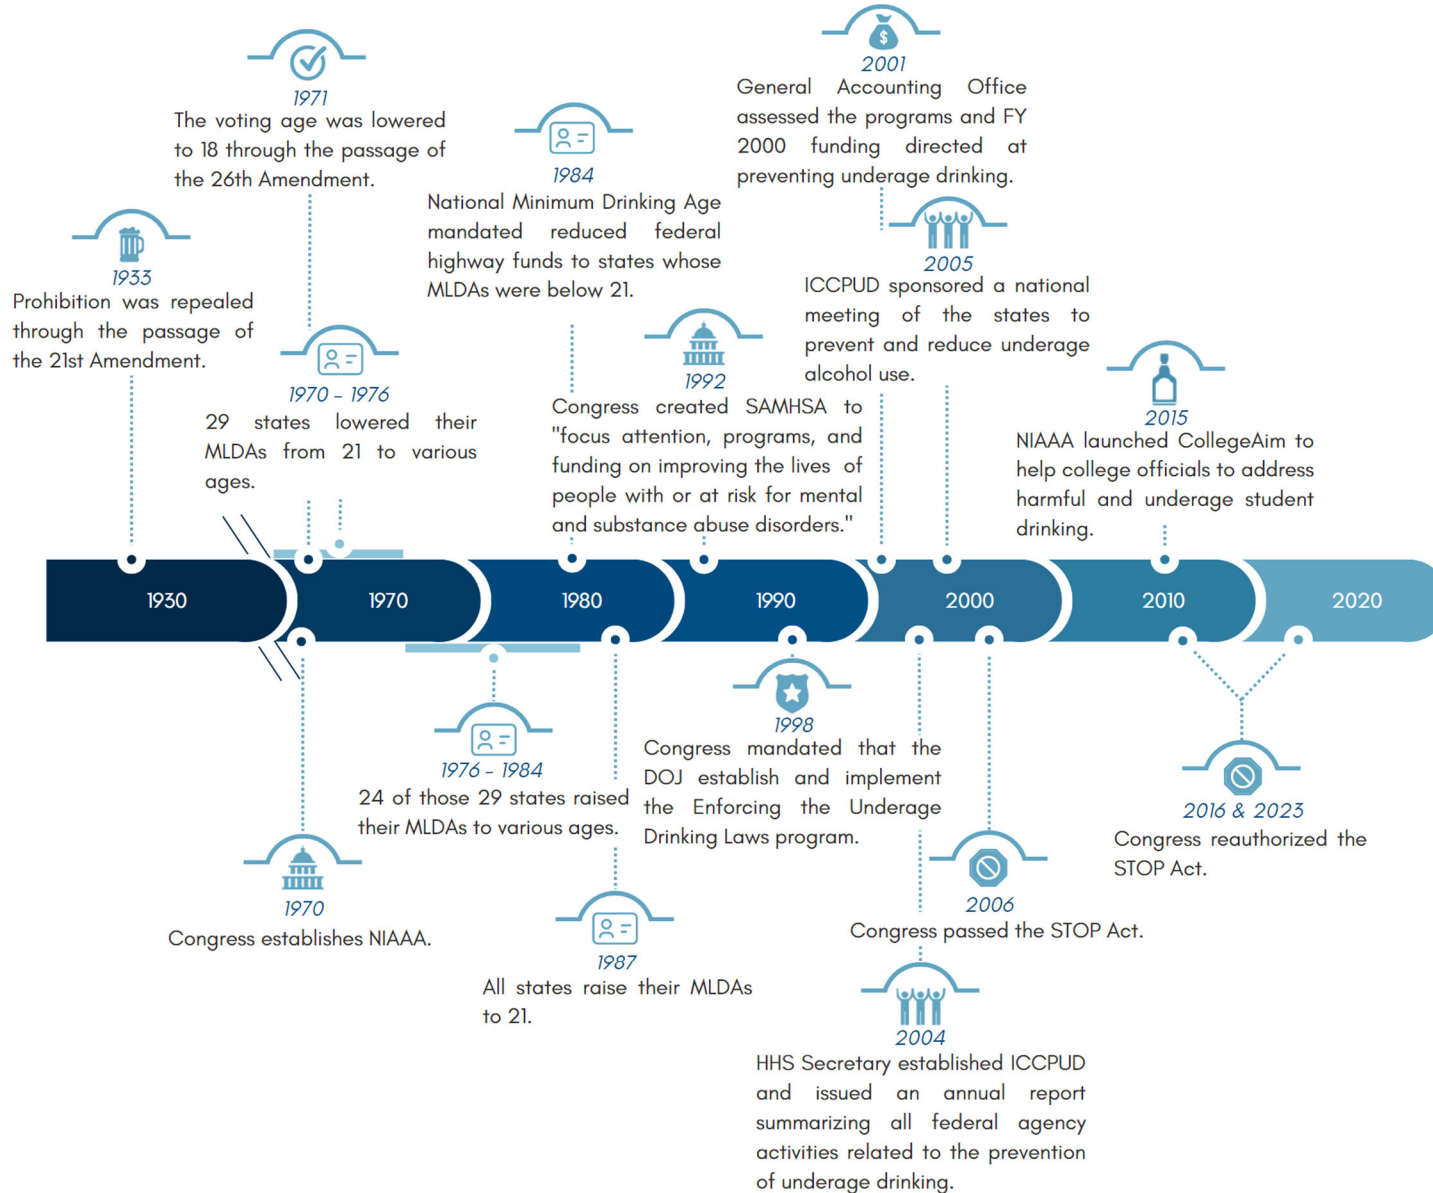 1971
The voting age was lowered
to 18 through the passage of
the 26th Amendment.
2001
General Accounting Office
assessed the programs and FY
2000 funding directed at
preventing underage drinking.
1984
National Minimum Drinking Age
mandated reduced federal
highway funds to states whose
MLDAs were below 21.
1933
Prohibition was repealed
through the passage of
the 21st Amendment.
2005
ICCPUD sponsored a national
meeting of the states to
prevent and reduce underage
alcohol use.
1970 - 1976
29 states lowered their
MLDAs from 21 to various
ages.
1992
Congress created SAMHSA to
"focus attention, programs, and
funding on improving the lives of
people with or at risk for mental
and substance abuse disorders."
2015
NIAAA launched CollegeAim to
help college officials to address
harmful and underage student
drinking.
1930
1970
1980
1990
2000
2010
2020
1976 - 1984
24 of those 29 states raised
their MLDAs to various ages.
1998
Congress mandated that the
DOJ establish and implement
the Enforcing the Underage
Drinking Laws program.
2016 & 2023
Congress reauthorized the
STOP Act.
1970
Congress establishes NIAAA.
2006
Congress passed the STOP Act.
1987
All states raise their MLDAs
to 21.
2004
HHS Secretary established ICCPUD
and issued an annual report
summarizing all federal agency
activities related to the prevention
of underage drinking.